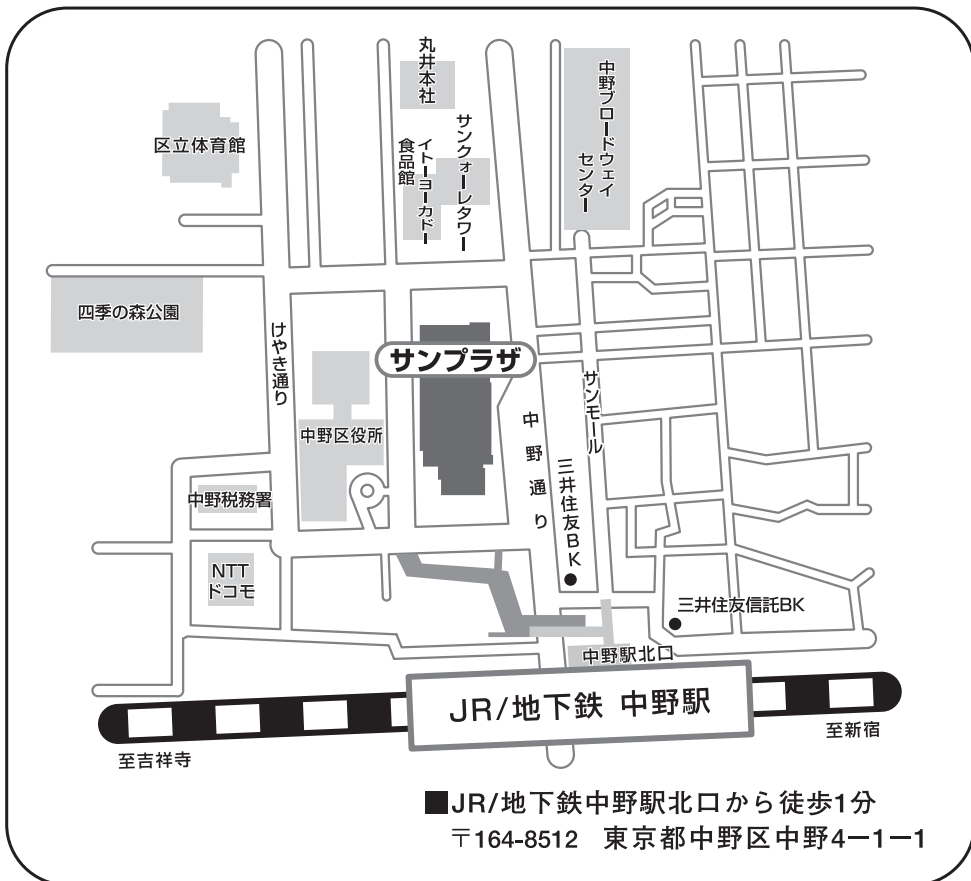 丸井本社
中野ブロードウェイ
センター
サンクォーレタワー
イトーヨーカドー
食品館
区立体育館
四季の森公園
けやき通り
サンプラザ
サンモール
中野区役所
中野通り
三井住友BK
中野税務署
NTT
ドコモ
三井住友信託BK
中野駅北口
JR/地下鉄 中野駅
至吉祥寺
至新宿
■JR/地下鉄中野駅北口から徒歩1分
〒164-8512 東京都中野区中野4ー1ー1